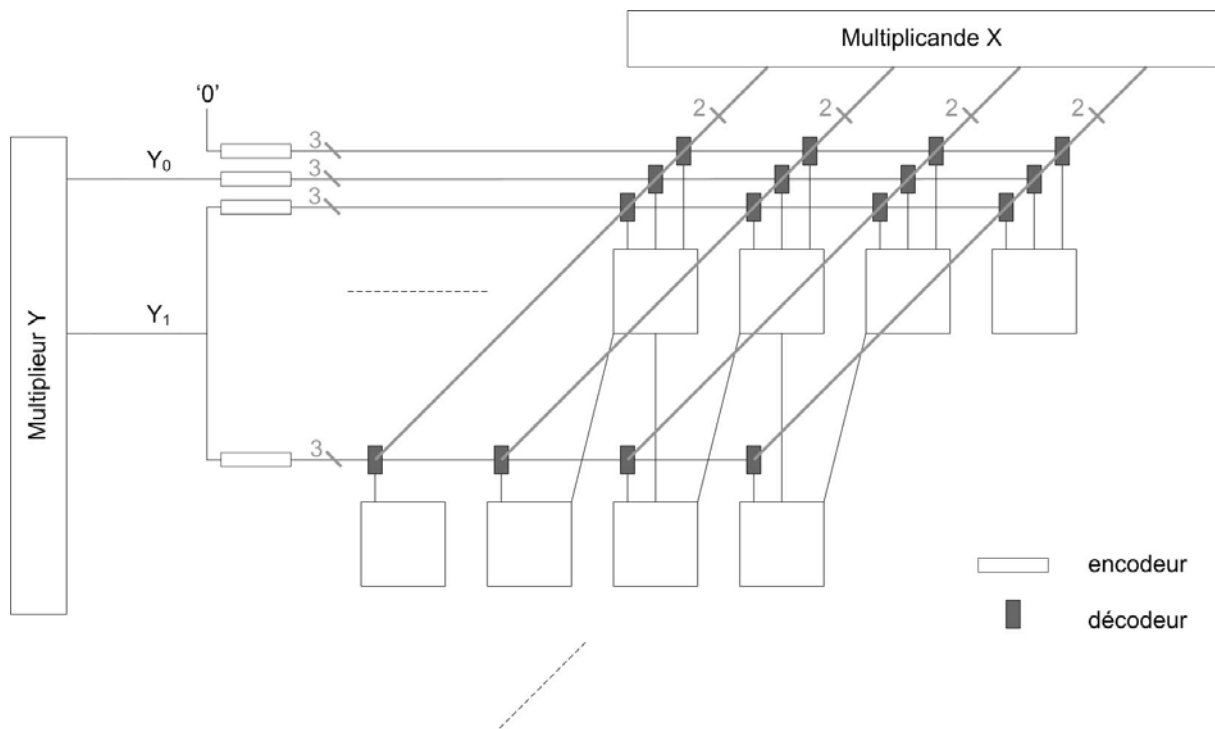 Multiplicande X
'0'
2
2
2
2
3
Y₀
3
3
Multiplieur Y
Y₁
3
encodeur
décodeur